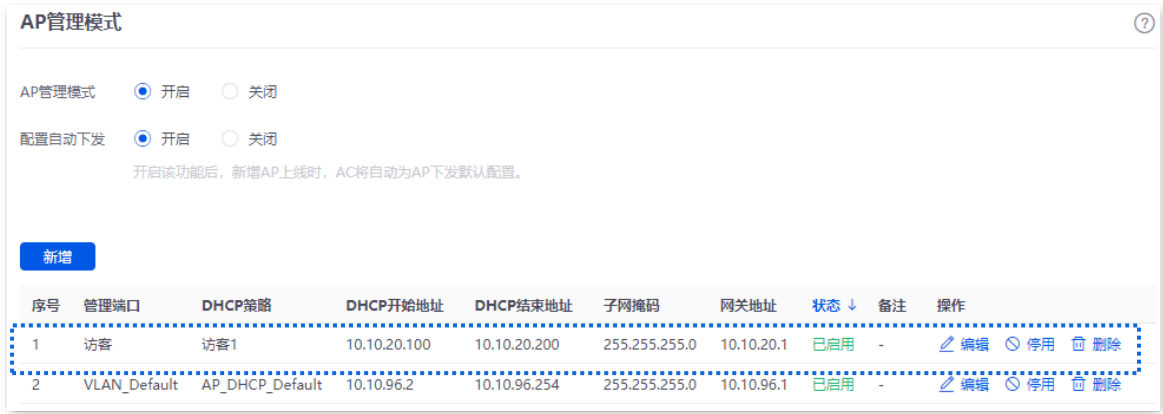 AP管理模式
?
AP管理模式 开启 关闭
配置自动下发 开启 关闭
开启该功能后，新增AP上线时，AC将自动为AP下发默认配置。
新增
序号 管理端口 DHCP策略 DHCP开始地址 DHCP结束地址 子网掩码 网关地址 状态 ↓ 备注 操作
1 访客 访客1 10.10.20.100 10.10.20.200 255.255.255.0 10.10.20.1 已启用 - 编辑 停用 删除
2 VLAN_Default AP_DHCP_Default 10.10.96.2 10.10.96.254 255.255.255.0 10.10.96.1 已启用 - 编辑 停用 删除